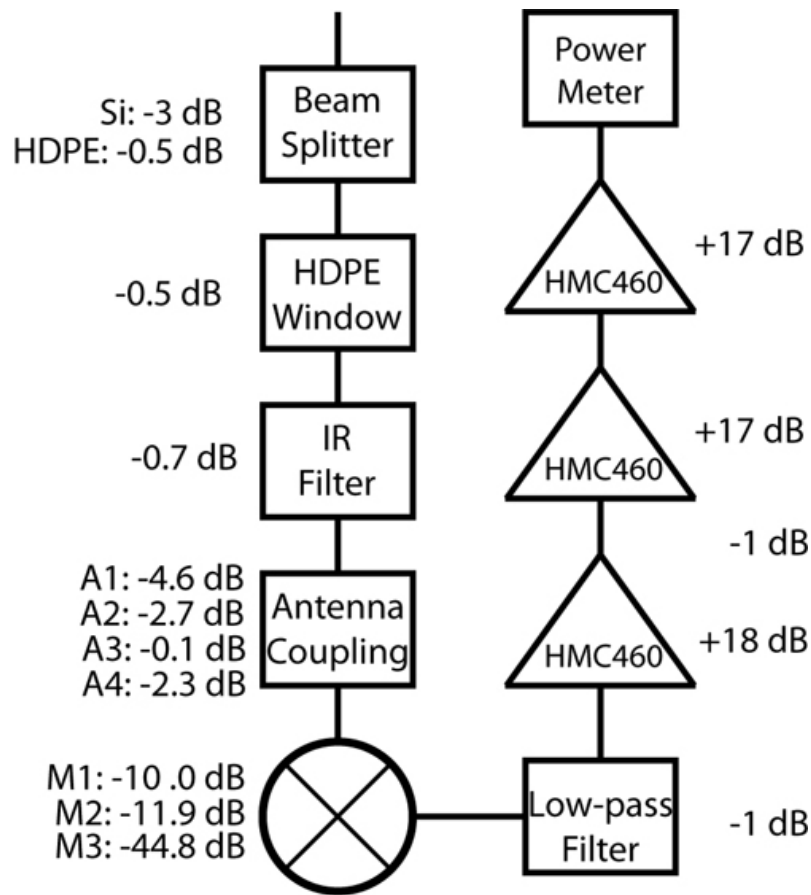 Si: -3 dB
HDPE: -0.5 dB
Beam
Splitter
-0.5 dB
HDPE
Window
-0.7 dB
IR
Filter
A1: -4.6 dB
A2: -2.7 dB
A3: -0.1 dB
A4: -2.3 dB
Antenna
Coupling
M1: -10 .0 dB
M2: -11.9 dB
M3: -44.8 dB
Low-pass
Filter
-1 dB
HMC460
+18 dB
-1 dB
HMC460
+17 dB
HMC460
+17 dB
Power
Meter